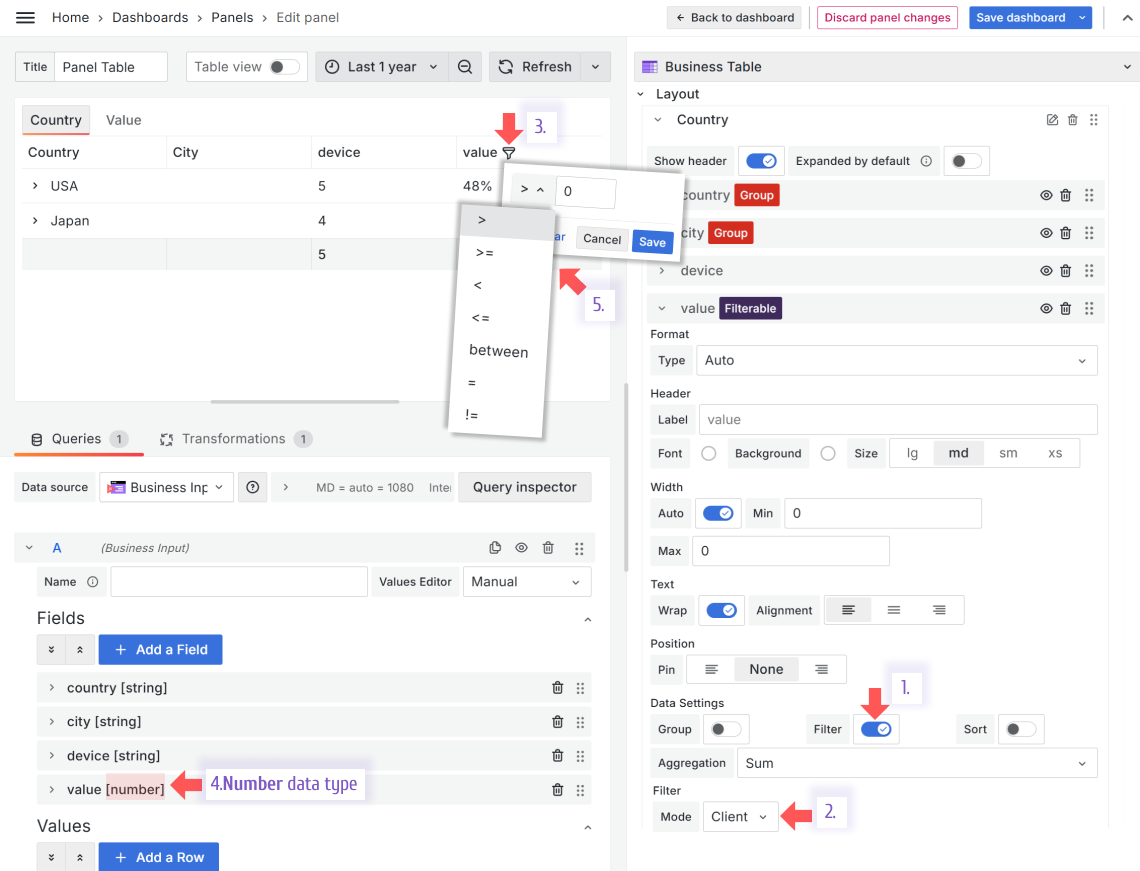 Home › Dashboards › Panels › Edit panel
Back to dashboard
Discard panel changes
Save dashboard
Title
Panel Table
Table view
Last 1 year
Refresh
Country
Value
Country City device value
USA 5 48%
Japan 4
5
3.
> 0
Cancel
Save
>
>=
<
<=
between
=
!=
5.
Queries 1
Transformations 1
Data source
Business Inp
MD = auto = 1080
Query inspector
A (Business Input)
Name
Values Editor
Manual
Fields
Add a Field
country [string]
city [string]
device [string]
value [number]
4.Number data type
Values
Add a Row
Business Table
Layout
Country
Show header
Expanded by default
country Group
city Group
device
value Filterable
Format
Type Auto
Header
Label value
Font Background Size lg md sm xs
Width
Auto Min 0
Max 0
Text
Wrap Alignment
Position
Pin None
1.
Data Settings
Group Filter Sort
Aggregation Sum
Filter
Mode Client
2.